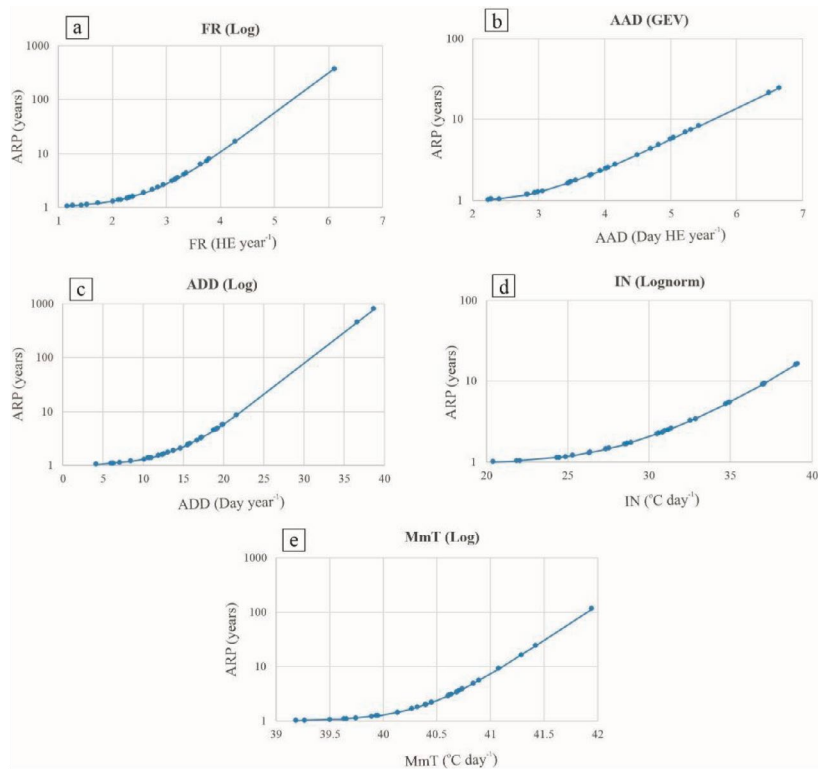 a
FR (Log)
1000
100
10
1
ARP (years)
1 2 3 4 5 6 7
FR (HE year⁻¹)
b
AAD (GEV)
100
10
1
ARP (years)
2 3 4 5 6 7
AAD (Day HE year⁻¹)
c
ADD (Log)
1000
100
10
1
ARP (years)
0 5 10 15 20 25 30 35 40
ADD (Day year⁻¹)
d
IN (Lognorm)
100
10
1
ARP (years)
20 25 30 35 40
IN (°C day⁻¹)
e
MmT (Log)
1000
100
10
1
ARP (years)
39 39.5 40 40.5 41 41.5 42
MmT (°C day⁻¹)